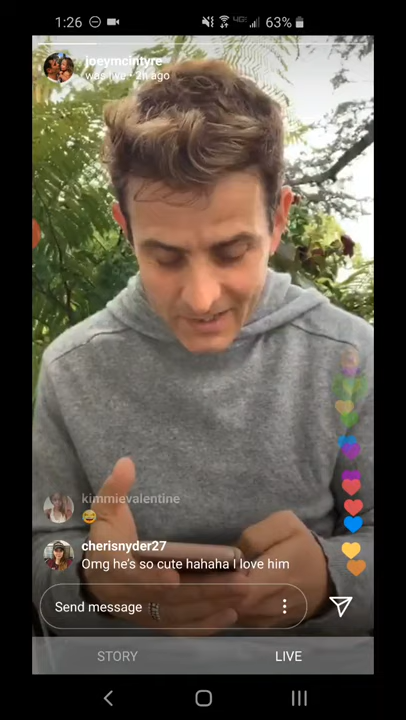 1:26
63%
joeymcintyre
was live • 2h ago
kimmievalentine
cherisnyder27
Omg he's so cute hahaha I love him
Send message
STORY
LIVE